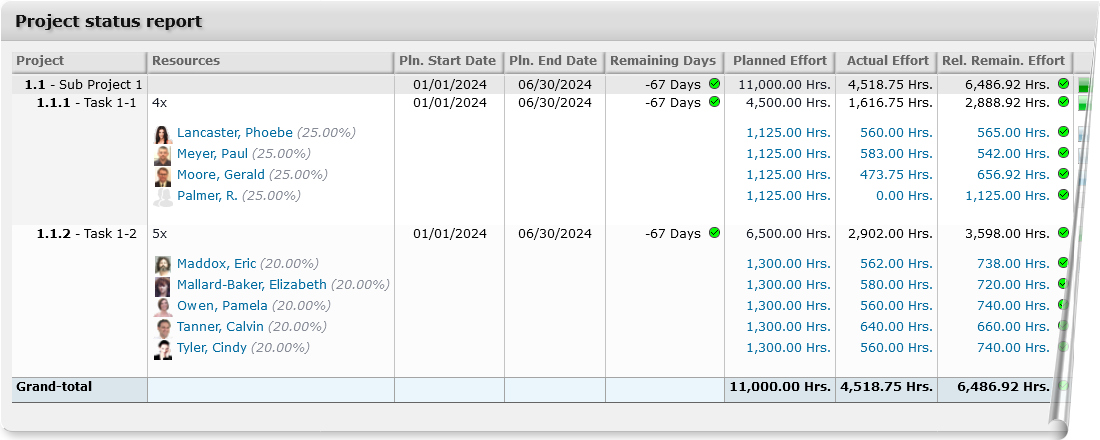 Project status report
Project Resources Pln. Start Date Pln. End Date Remaining Days Planned Effort Actual Effort Rel. Remain. Effort
1.1 - Sub Project 1 01/01/2024 06/30/2024 -67 Days 11,000.00 Hrs. 4,518.75 Hrs. 6,486.92 Hrs.
1.1.1 - Task 1-1 4x 01/01/2024 06/30/2024 -67 Days 4,500.00 Hrs. 1,616.75 Hrs. 2,888.92 Hrs.
Lancaster, Phoebe (25.00%) 1,125.00 Hrs. 560.00 Hrs. 565.00 Hrs.
Meyer, Paul (25.00%) 1,125.00 Hrs. 583.00 Hrs. 542.00 Hrs.
Moore, Gerald (25.00%) 1,125.00 Hrs. 473.75 Hrs. 656.92 Hrs.
Palmer, R. (25.00%) 1,125.00 Hrs. 0.00 Hrs. 1,125.00 Hrs.
1.1.2 - Task 1-2 5x 01/01/2024 06/30/2024 -67 Days 6,500.00 Hrs. 2,902.00 Hrs. 3,598.00 Hrs.
Maddox, Eric (20.00%) 1,300.00 Hrs. 562.00 Hrs. 738.00 Hrs.
Mallard-Baker, Elizabeth (20.00%) 1,300.00 Hrs. 580.00 Hrs. 720.00 Hrs.
Owen, Pamela (20.00%) 1,300.00 Hrs. 560.00 Hrs. 740.00 Hrs.
Tanner, Calvin (20.00%) 1,300.00 Hrs. 640.00 Hrs. 660.00 Hrs.
Tyler, Cindy (20.00%) 1,300.00 Hrs. 560.00 Hrs. 740.00 Hrs.
Grand-total 11,000.00 Hrs. 4,518.75 Hrs. 6,486.92 Hrs.